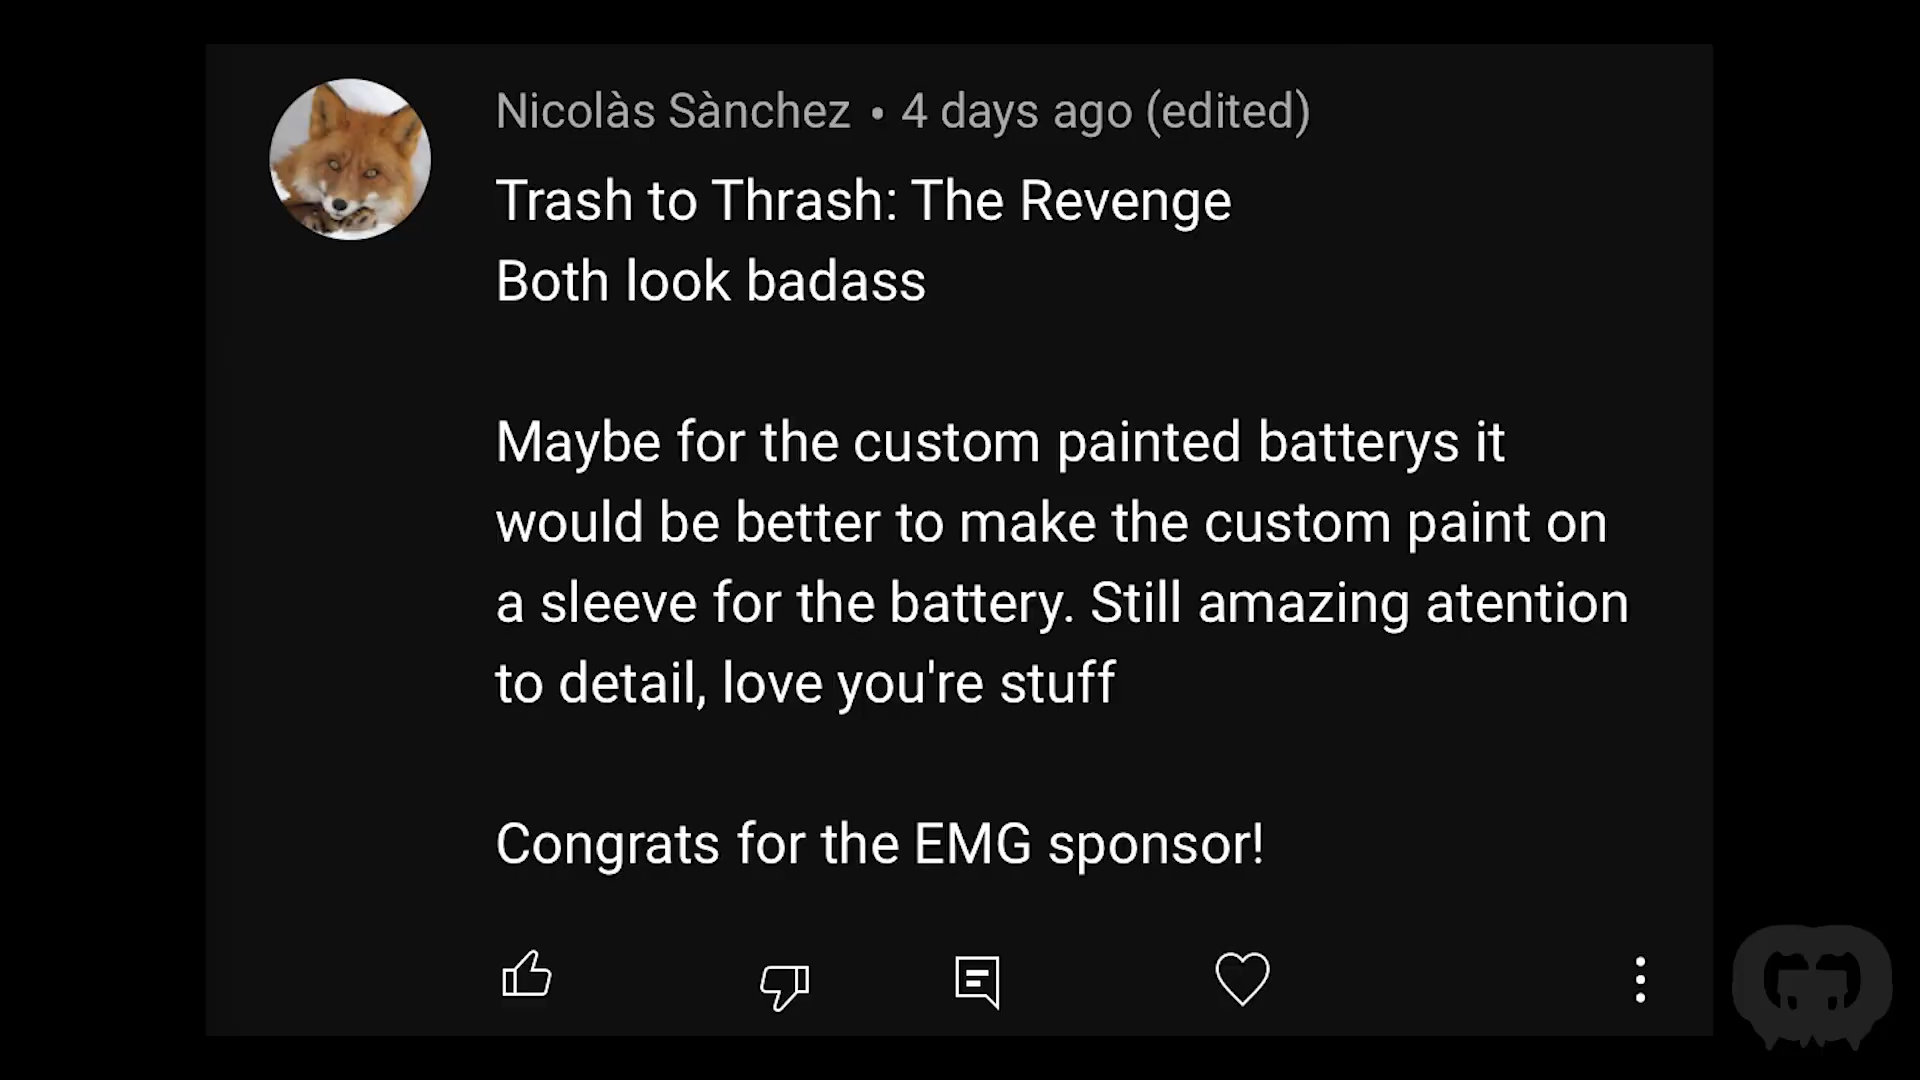 Nicolàs Sànchez • 4 days ago (edited)
Trash to Thrash: The Revenge
Both look badass
Maybe for the custom painted batterys it
would be better to make the custom paint on
a sleeve for the battery. Still amazing atention
to detail, love you're stuff
Congrats for the EMG sponsor!